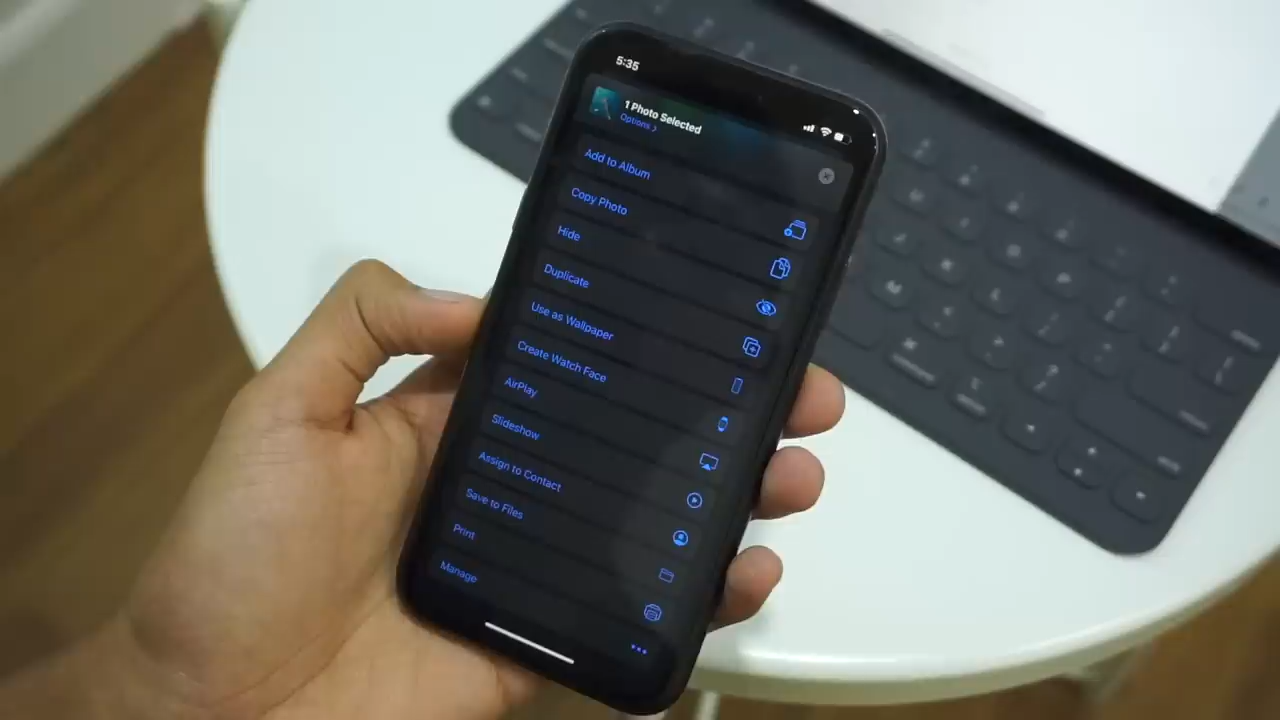 5:35
1 Photo Selected
Options >
Add to Album
Copy Photo
Hide
Duplicate
Use as Wallpaper
Create Watch Face
AirPlay
Slideshow
Assign to Contact
Save to Files
Print
Manage